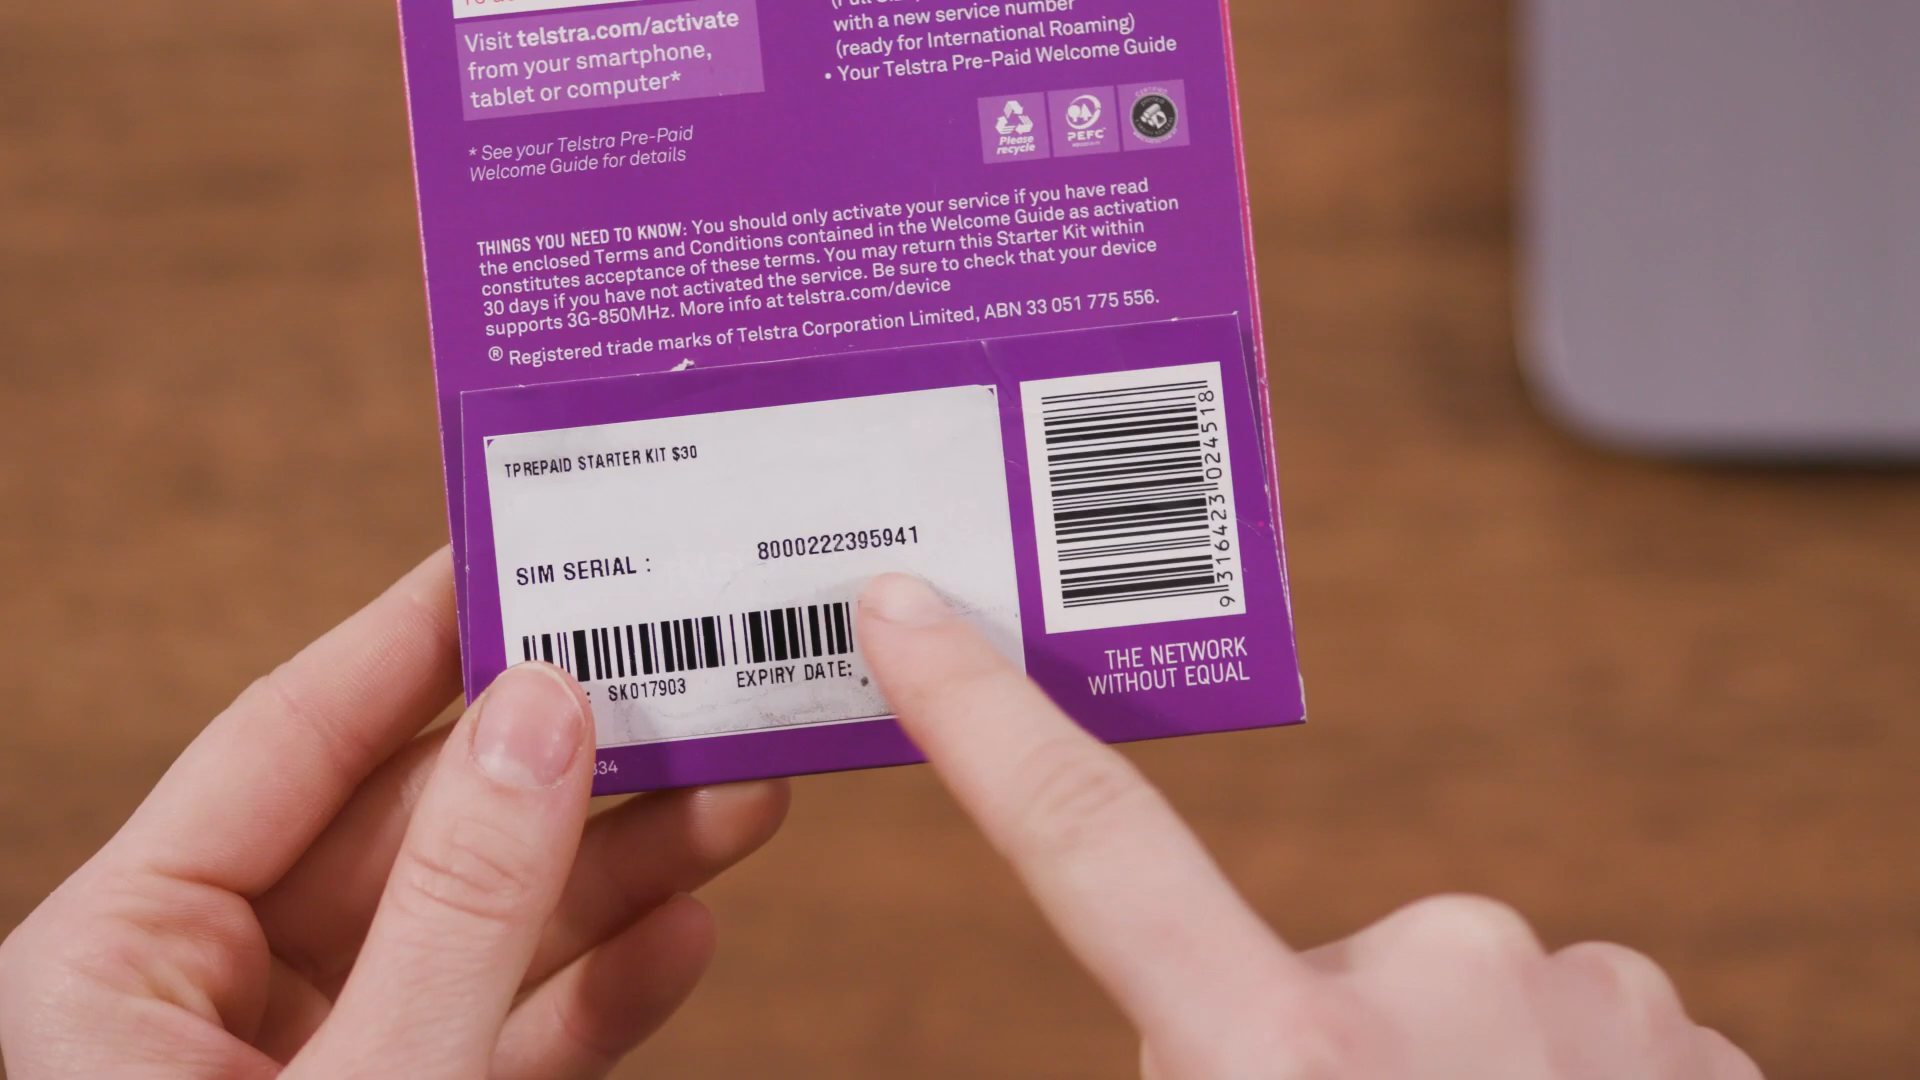 Visit telstra.com/activate
from your smartphone,
tablet or computer*
* See your Telstra Pre-Paid
Welcome Guide for details
with a new service number
(ready for International Roaming)
• Your Telstra Pre-Paid Welcome Guide
Please
recycle
PEFC
THINGS YOU NEED TO KNOW: You should only activate your service if you have read
the enclosed Terms and Conditions contained in the Welcome Guide as activation
constitutes acceptance of these terms. You may return this Starter Kit within
30 days if you have not activated the service. Be sure to check that your device
supports 3G-850MHz. More info at telstra.com/device
® Registered trade marks of Telstra Corporation Limited, ABN 33 051 775 556.
TPREPAID STARTER KIT $30
SIM SERIAL : 8000222395941
: SK017903 EXPIRY DATE:
9 316423 024518
THE NETWORK
WITHOUT EQUAL
334